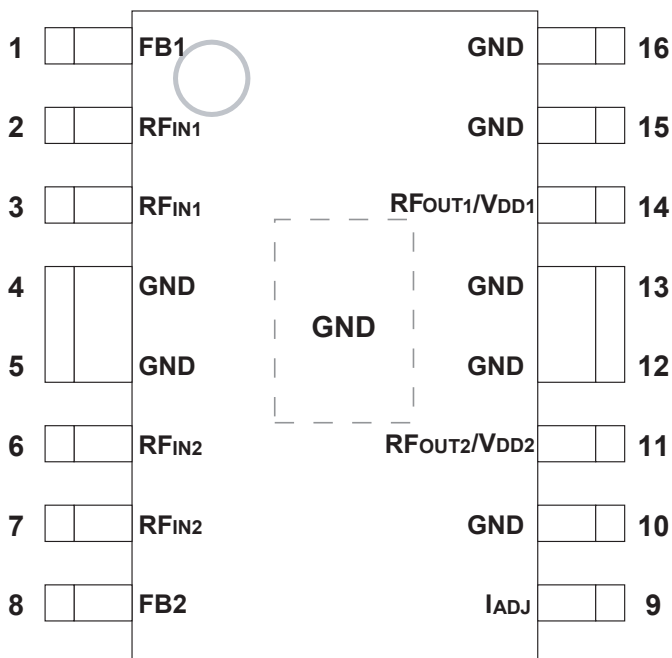 1 FB1 GND 16
2 RFIN1 GND 15
3 RFIN1 RFOUT1/VDD1 14
4 GND GND 13
GND
5 GND GND 12
6 RFIN2 RFOUT2/VDD2 11
7 RFIN2 GND 10
8 FB2 IADJ 9